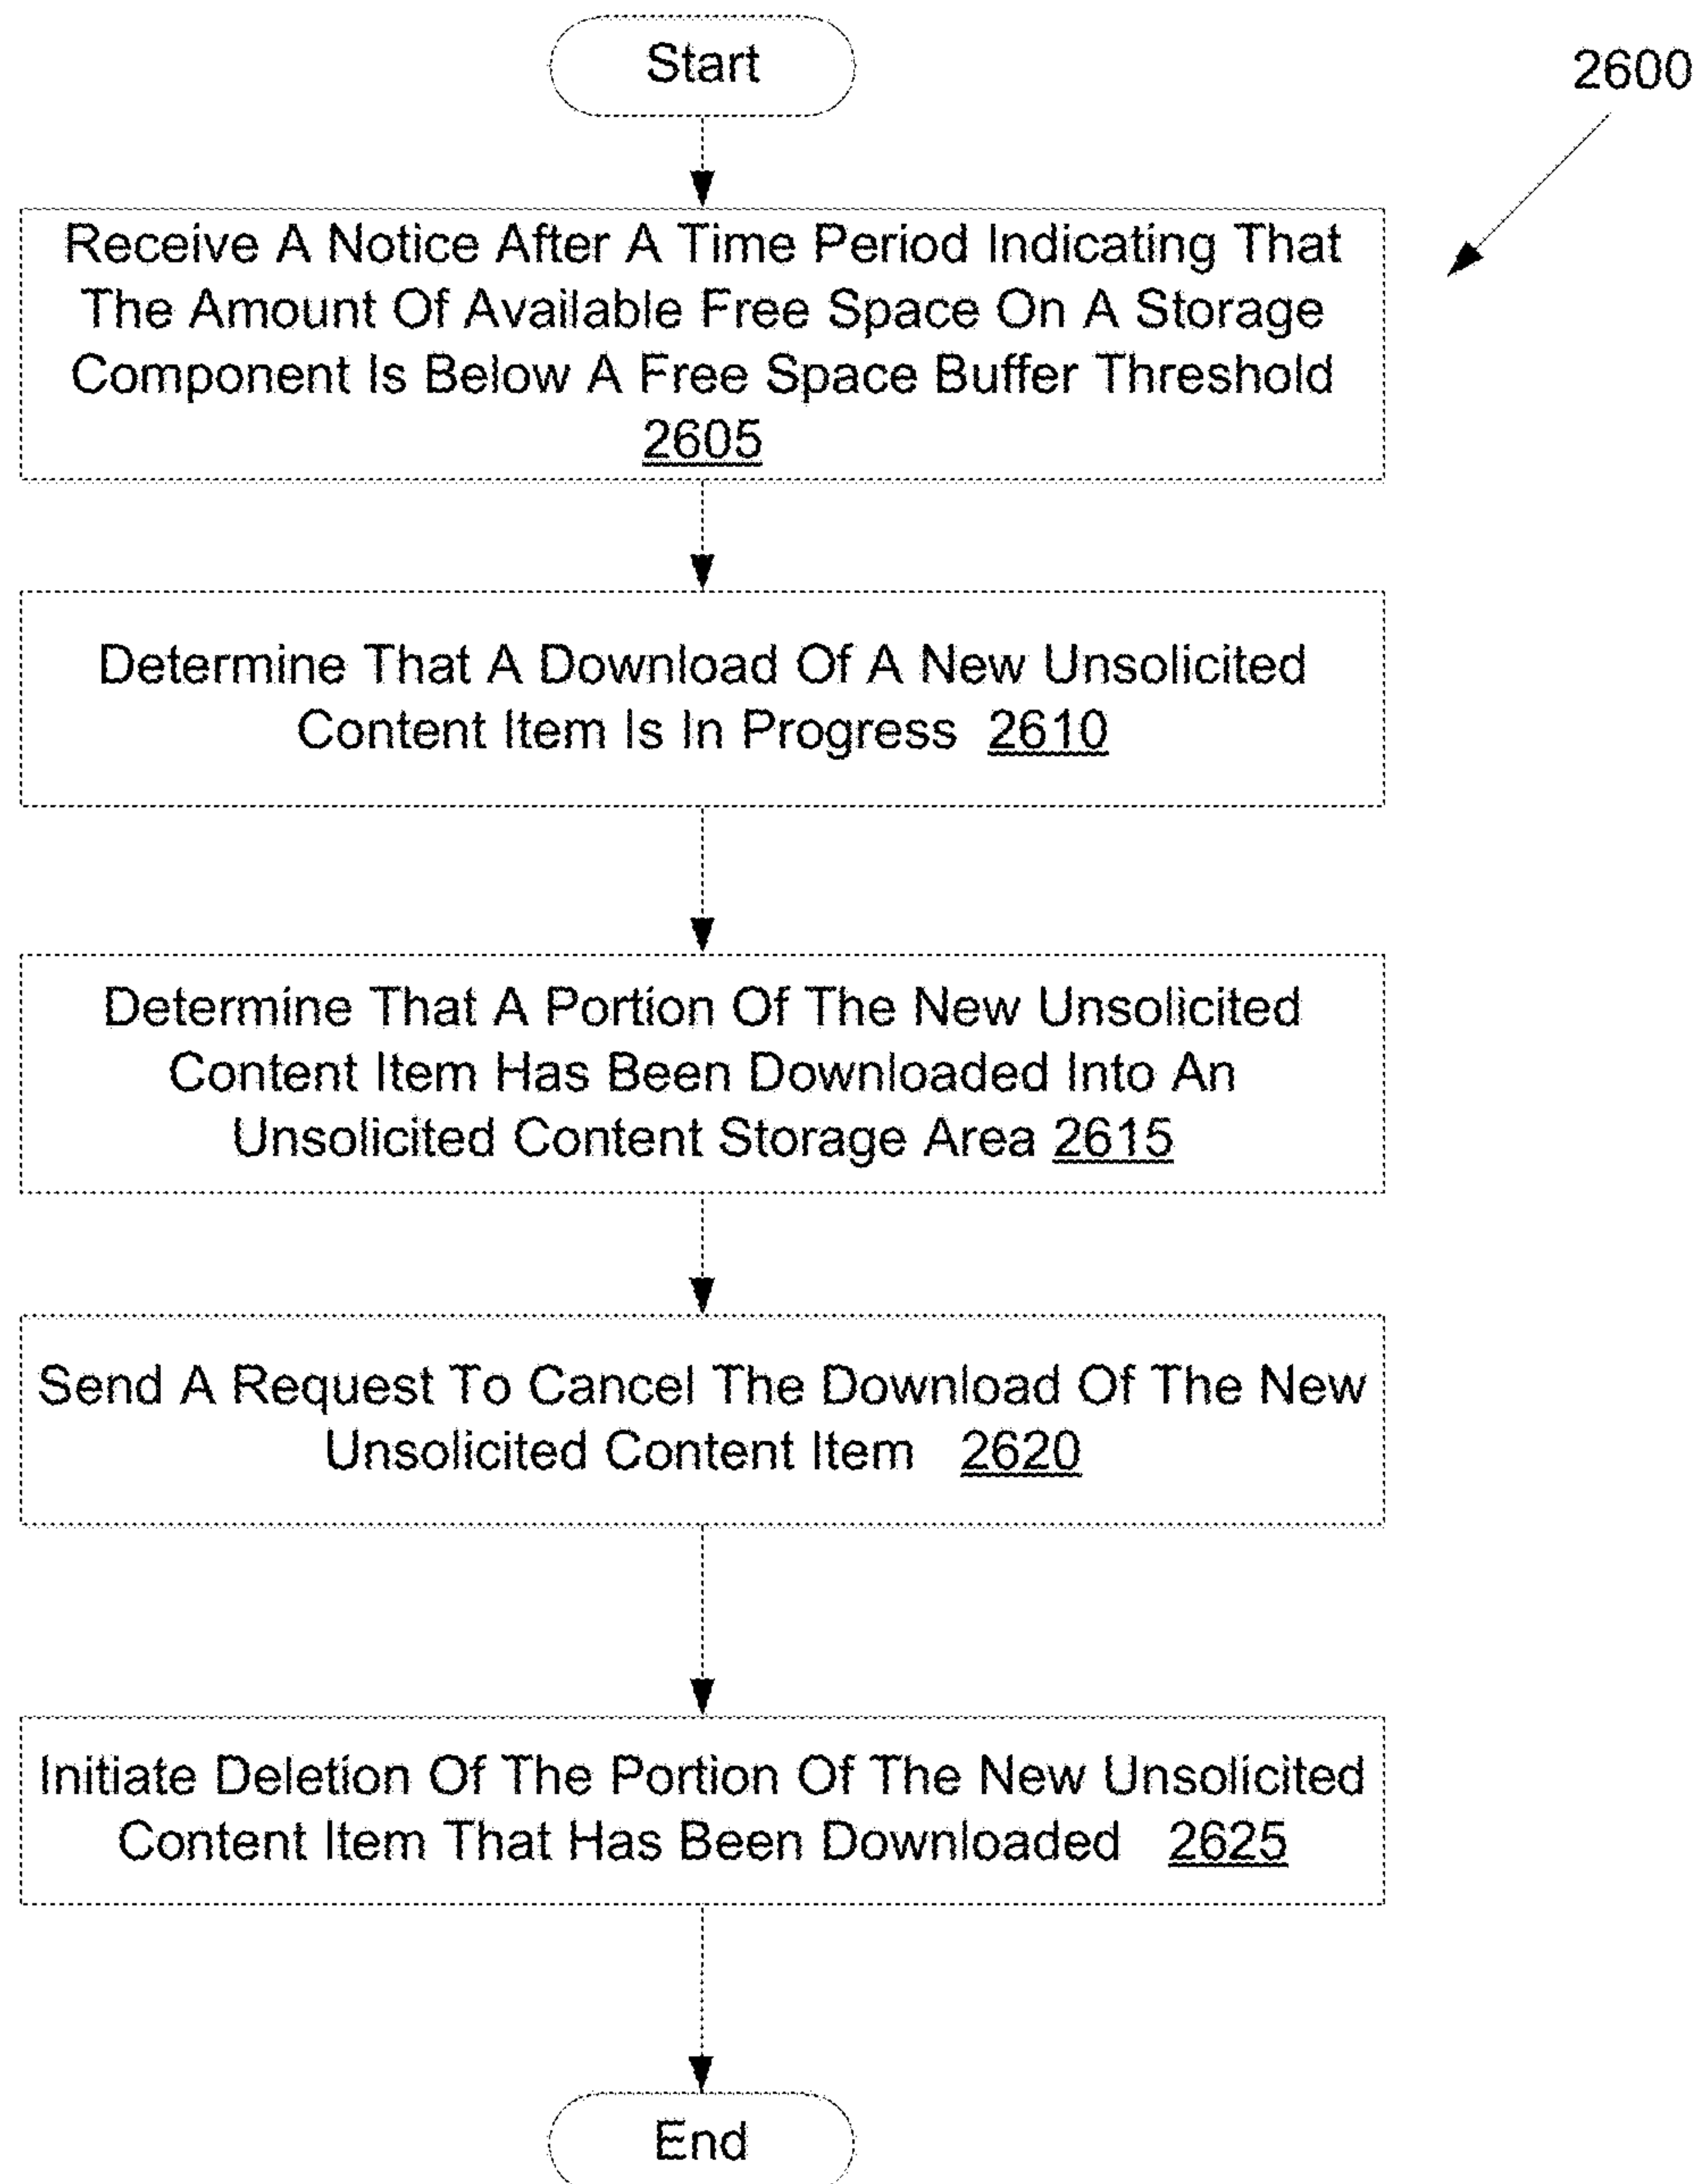 Start
2600
Receive A Notice After A Time Period Indicating That
The Amount Of Available Free Space On A Storage
Component Is Below A Free Space Buffer Threshold
2605
Determine That A Download Of A New Unsolicited
Content Item Is In Progress 2610
Determine That A Portion Of The New Unsolicited
Content Item Has Been Downloaded Into An
Unsolicited Content Storage Area 2615
Send A Request To Cancel The Download Of The New
Unsolicited Content Item 2620
Initiate Deletion Of The Portion Of The New Unsolicited
Content Item That Has Been Downloaded 2625
End